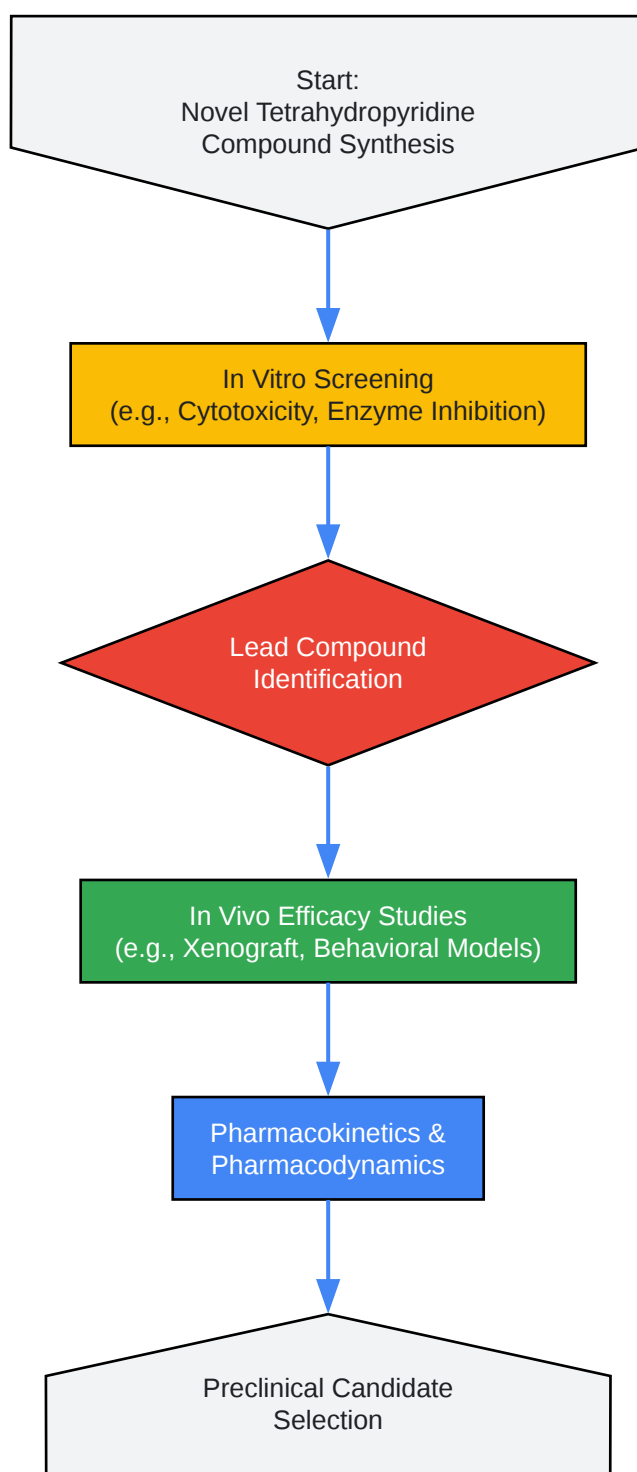 Start:
Novel Tetrahydropyridine
Compound Synthesis
In Vitro Screening
(e.g., Cytotoxicity, Enzyme Inhibition)
Lead Compound
Identification
In Vivo Efficacy Studies
(e.g., Xenograft, Behavioral Models)
Pharmacokinetics &
Pharmacodynamics
Preclinical Candidate
Selection